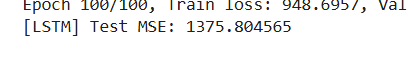 Epoch 100/100, Train loss: 948.6957, Val
[LSTM] Test MSE: 1375.804565